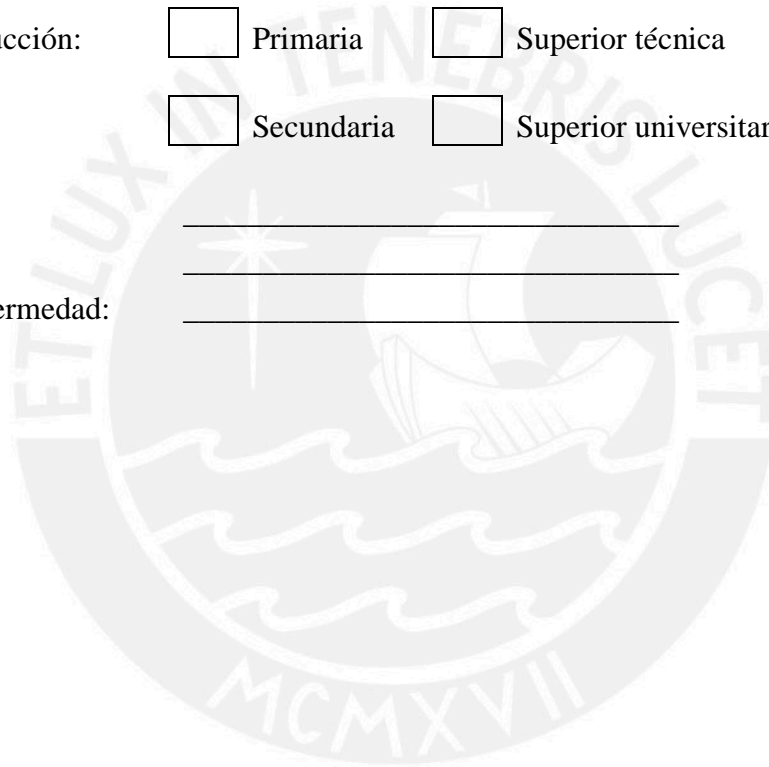 ucción: Primaria Superior técnica
Secundaria Superior universitar
ermedad:
ET LUX IN TENEBRIS LUCET
MCMXVII